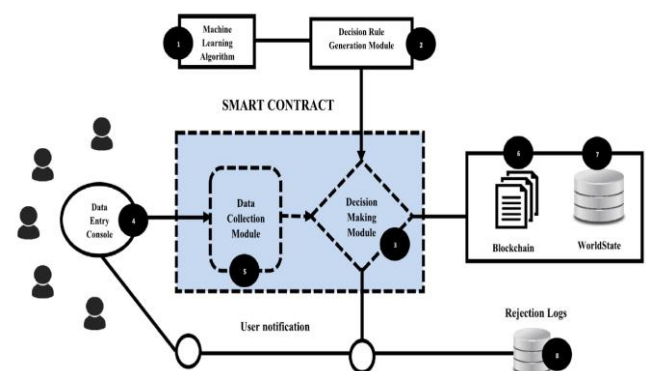 1
Machine
Learning
Algorithm
Decision Rule
Generation Module
2
SMART CONTRACT
Data
Entry
Console
4
Data
Collection
Module
5
Decision
Making
Module
3
6
7
Blockchain
WorldState
User notification
Rejection Logs
8